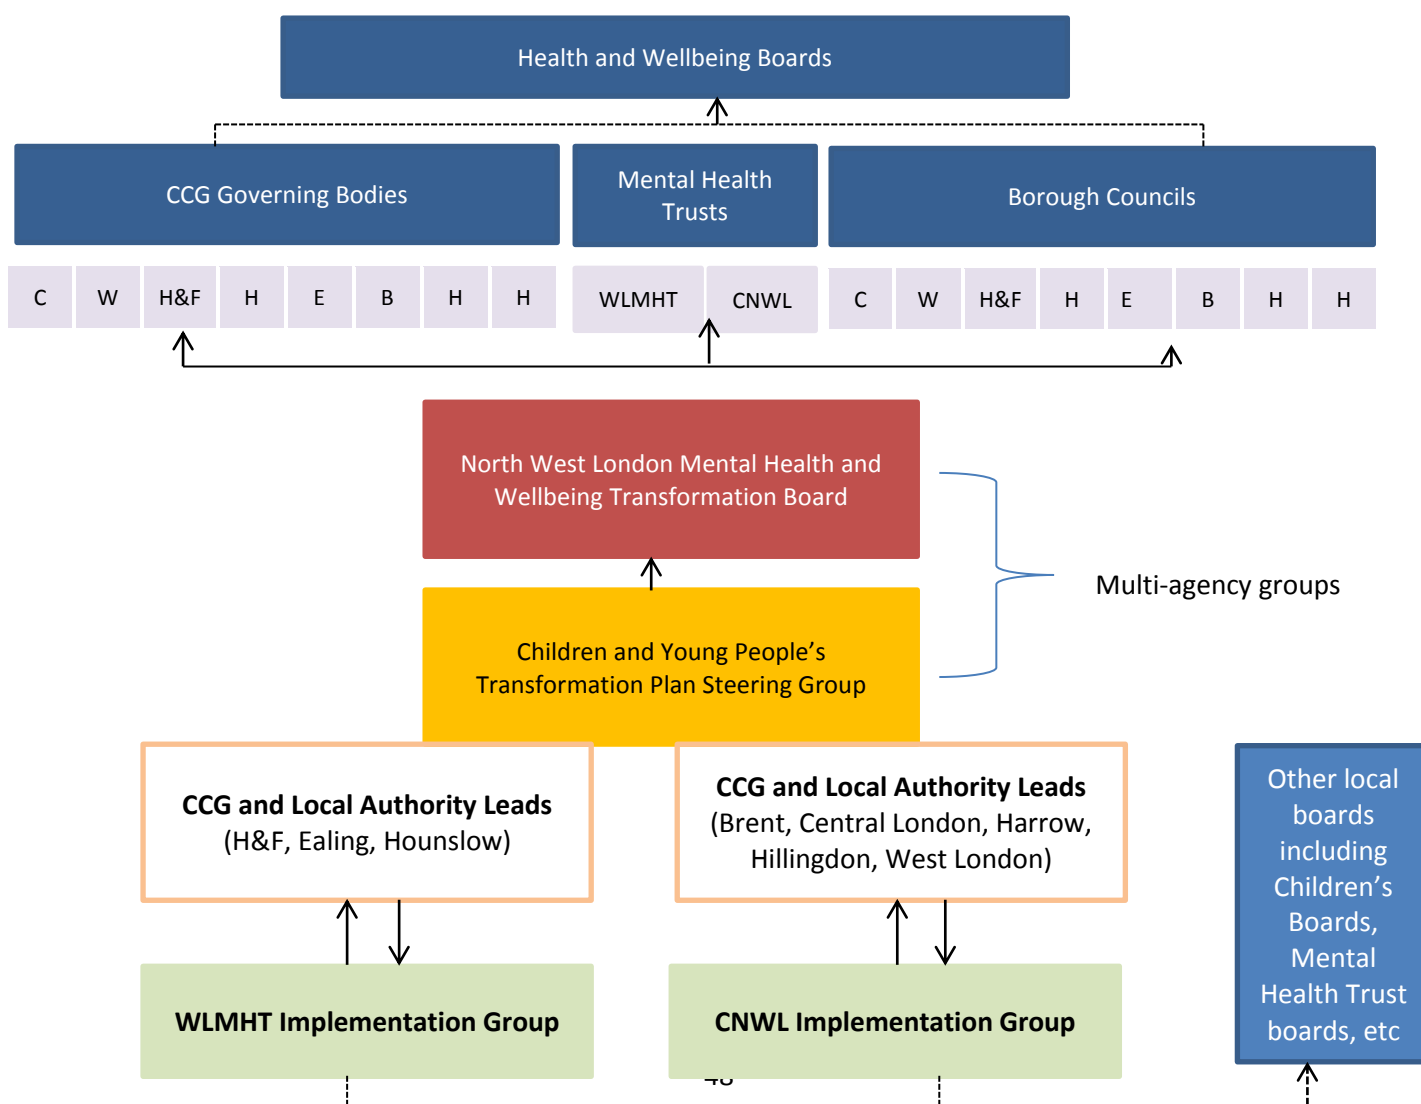 Health and Wellbeing Boards
CCG Governing Bodies
Mental Health
Trusts
Borough Councils
C W H&F H E B H H
WLMHT CNWL
C W H&F H E B H H
North West London Mental Health and
Wellbeing Transformation Board
Multi-agency groups
Children and Young People’s
Transformation Plan Steering Group
CCG and Local Authority Leads
(H&F, Ealing, Hounslow)
CCG and Local Authority Leads
(Brent, Central London, Harrow,
Hillingdon, West London)
Other local
boards
including
Children’s
Boards,
Mental
Health Trust
boards, etc
WLMHT Implementation Group
CNWL Implementation Group